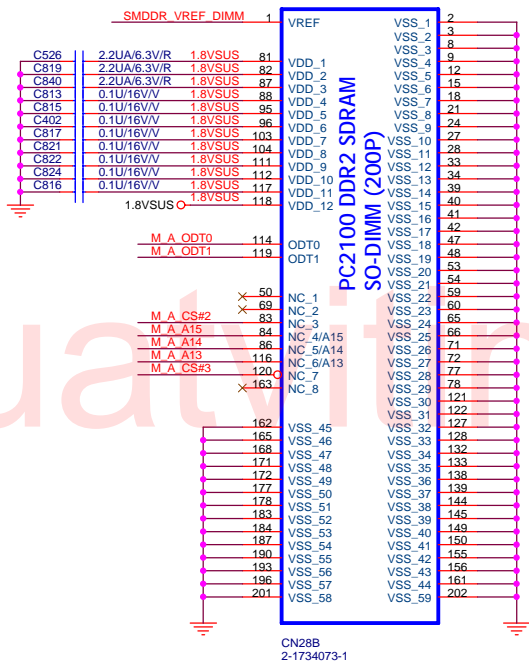 SMDDR_VREF_DIMM 1 VREF VSS_1 2
VSS_2 3
VSS_3 8
C526 2.2UA/6.3V/R 1.8VSUS 81 VDD_1 VSS_4 9
C819 2.2UA/6.3V/R 1.8VSUS 82 VDD_2 VSS_5 12
C840 2.2UA/6.3V/R 1.8VSUS 87 VDD_3 VSS_6 15
C813 0.1U/16V/V 1.8VSUS 88 VDD_4 VSS_7 18
C815 0.1U/16V/V 1.8VSUS 95 VDD_5 VSS_8 21
C402 0.1U/16V/V 1.8VSUS 96 VDD_6 VSS_9 24
C817 0.1U/16V/V 1.8VSUS 103 VDD_7 VSS_10 27
C821 0.1U/16V/V 1.8VSUS 104 VDD_8 VSS_11 28
C822 0.1U/16V/V 1.8VSUS 111 VDD_9 VSS_12 33
C824 0.1U/16V/V 1.8VSUS 112 VDD_10 VSS_13 34
C816 0.1U/16V/V 1.8VSUS 117 VDD_11 VSS_14 39
1.8VSUS 118 VDD_12 VSS_15 40
VSS_16 41
VSS_17 42
M_A_ODT0 114 ODT0 VSS_18 47
M_A_ODT1 119 ODT1 VSS_19 48
VSS_20 53
VSS_21 54
50 NC_1 VSS_22 59
69 NC_2 VSS_23 60
M_A_CS#2 83 NC_3 VSS_24 65
M_A_A15 84 NC_4/A15 VSS_25 66
M_A_A14 86 NC_5/A14 VSS_26 71
M_A_A13 116 NC_6/A13 VSS_27 72
M_A_CS#3 120 NC_7 VSS_28 77
163 NC_8 VSS_29 78
VSS_30 121
VSS_31 122
162 VSS_45 VSS_32 127
165 VSS_46 VSS_33 128
168 VSS_47 VSS_34 132
171 VSS_48 VSS_35 133
172 VSS_49 VSS_36 138
177 VSS_50 VSS_37 139
178 VSS_51 VSS_38 144
183 VSS_52 VSS_39 145
184 VSS_53 VSS_40 149
187 VSS_54 VSS_41 150
190 VSS_55 VSS_42 155
193 VSS_56 VSS_43 156
196 VSS_57 VSS_44 161
201 VSS_58 VSS_59 202
PC2100 DDR2 SDRAM
SO-DIMM (200P)
CN28B
2-1734073-1